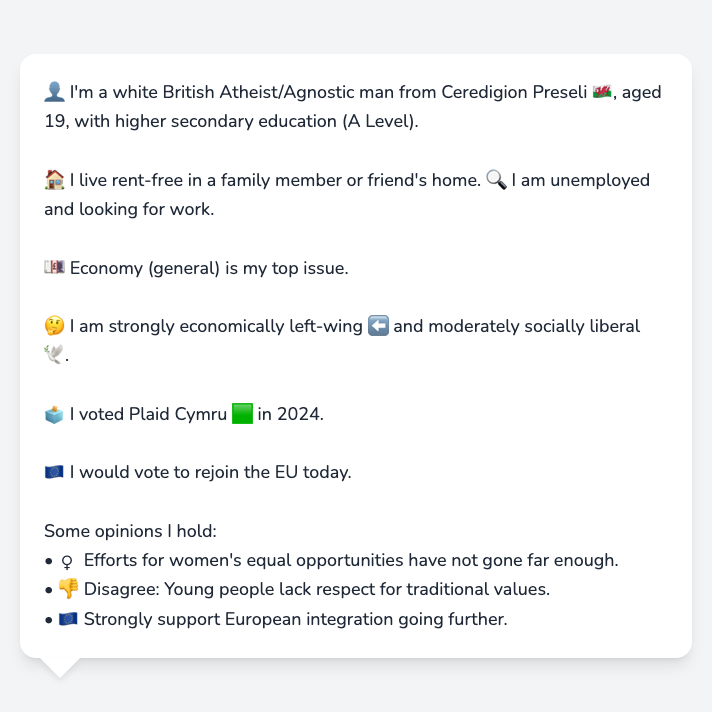 👤 I'm a white British Atheist/Agnostic man from Ceredigion Preseli 🏴󠁧󠁢󠁷󠁬󠁳󠁿, aged
19, with higher secondary education (A Level).
🏠 I live rent-free in a family member or friend's home. 🔍 I am unemployed
and looking for work.
💷 Economy (general) is my top issue.
🤔 I am strongly economically left-wing ⬅️ and moderately socially liberal
🕊️.
🗳️ I voted Plaid Cymru 🟩 in 2024.
🇪🇺 I would vote to rejoin the EU today.
Some opinions I hold:
• ♀️ Efforts for women's equal opportunities have not gone far enough.
• 👎 Disagree: Young people lack respect for traditional values.
• 🇪🇺 Strongly support European integration going further.